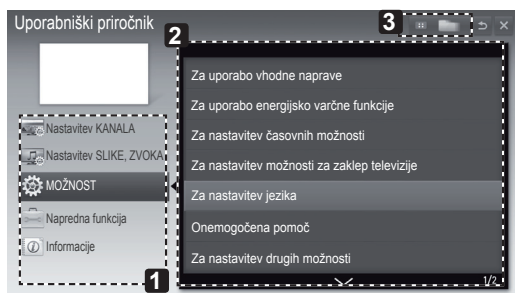 Uporabniški priročnik
2
3
Nastavitev KANALA
Nastavitev SLIKE, ZVOKA
MOŽNOST
Napredna funkcija
Informacije
1
Za uporabo vhodne naprave
Za uporabo energijsko varčne funkcije
Za nastavitev časovnih možnosti
Za nastavitev možnosti za zaklep televizije
Za nastavitev jezika
Onemogočena pomoč
Za nastavitev drugih možnosti
1/2